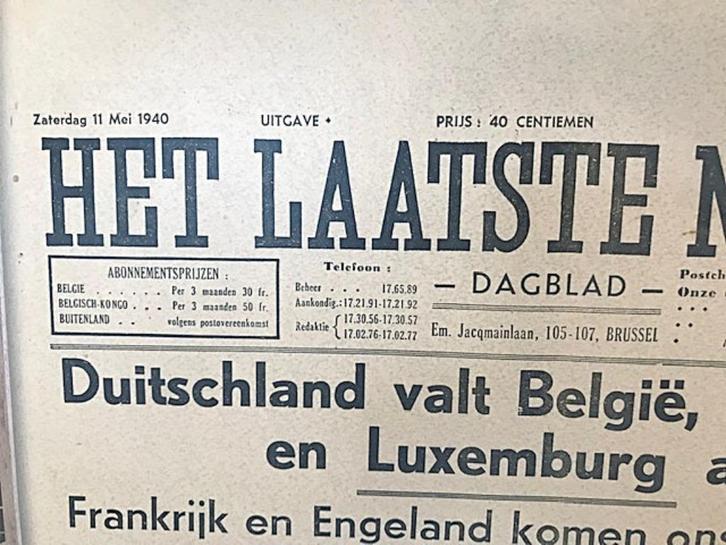 Zaterdag 11 Mei 1940 UITGAVE PRIJS : 40 CENTIEMEN
HET LAATSTE
ABONNEMENTSPRIJZEN :
BELGIE . . . . . . Per 3 maanden 30 fr.
BELGISCH-KONGO . . . Per 3 maanden 50 fr.
BUITENLAND . . volgens postovereenkomst
Telefoon :
Beheer . . . 17.65.89
Aankondig.: 17.21.91-17.21.92
Redaktie { 17.30.56-17.30.57
17.02.76-17.02.77
— DAGBLAD —
Em. Jacqmainlaan, 105-107, BRUSSEL
Postch
Onze
Duitschland valt België,
en Luxemburg a
Frankrijk en Engeland komen ons